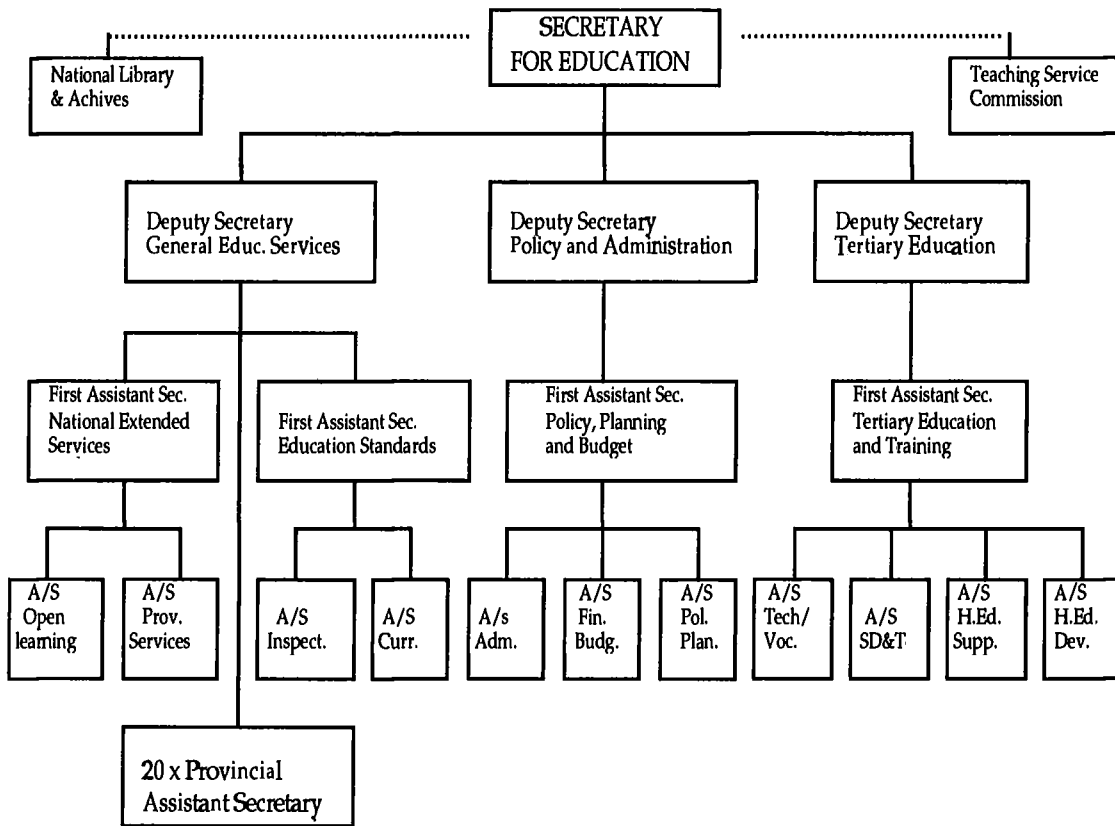 SECRETARY
FOR EDUCATION
National Library
& Achives
Teaching Service
Commission
Deputy Secretary
General Educ. Services
Deputy Secretary
Policy and Administration
Deputy Secretary
Tertiary Education
First Assistant Sec.
National Extended
Services
First Assistant Sec.
Education Standards
First Assistant Sec.
Policy, Planning
and Budget
First Assistant Sec.
Tertiary Education
and Training
A/S
Open
learning
A/S
Prov.
Services
A/S
Inspect.
A/S
Curr.
A/s
Adm.
A/S
Fin.
Budg.
A/S
Pol.
Plan.
A/S
Tech/
Voc.
A/S
SD&T
A/S
H.Ed.
Supp.
A/S
H.Ed.
Dev.
20 x Provincial
Assistant Secretary